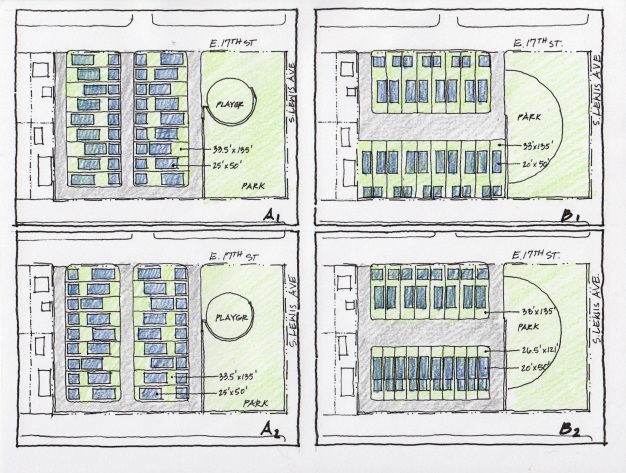 E. 17TH ST
S. LEWIS AVE
PLAYGR
33.5'x135'
25'x50'
PARK
A1
E. 17TH ST.
S. LEWIS AVE
PARK
33'x135'
20'x50'
B1
E. 17TH ST
S. LEWIS AVE
PLAYGR
33.5'x135'
25'x50'
PARK
A2
E. 17TH ST.
S. LEWIS AVE.
33'x135'
PARK
26.5'x121'
20'x50'
B2